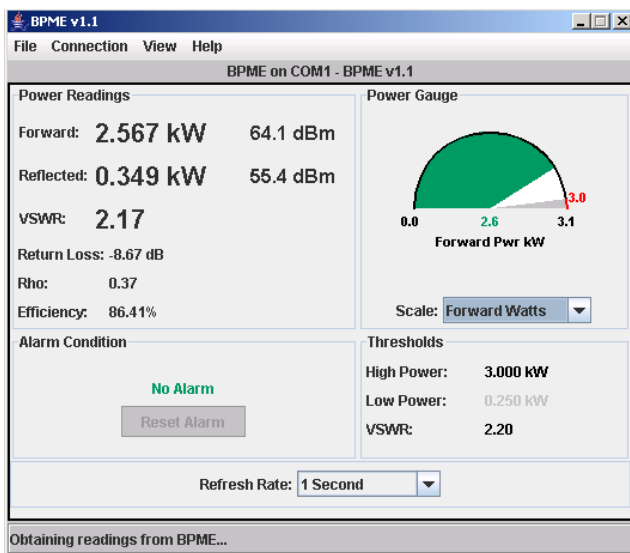 BPME v1.1
File Connection View Help
BPME on COM1 - BPME v1.1
Power Readings
Forward: 2.567 kW 64.1 dBm
Reflected: 0.349 kW 55.4 dBm
VSWR: 2.17
Return Loss: -8.67 dB
Rho: 0.37
Efficiency: 86.41%
Power Gauge
3.0
0.0 2.6 3.1
Forward Pwr kW
Scale: Forward Watts
Alarm Condition
No Alarm
Reset Alarm
Thresholds
High Power: 3.000 kW
Low Power: 0.250 kW
VSWR: 2.20
Refresh Rate: 1 Second
Obtaining readings from BPME...